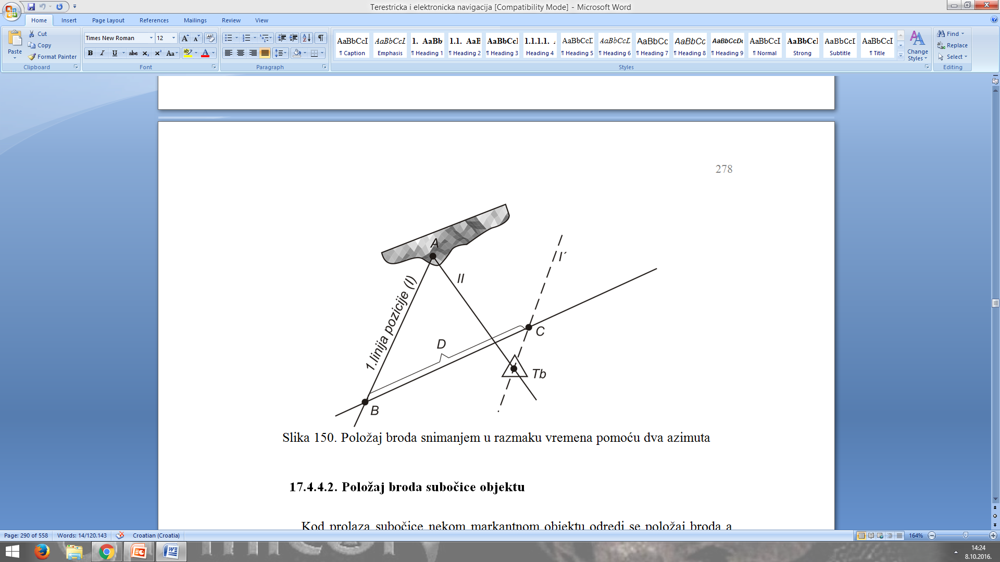 Terestricka i elektronicka navigacija [Compatibility Mode] - Microsoft Word
Home Insert Page Layout References Mailings Review View
Paste
Cut
Copy
Format Painter
Clipboard
Times New Roman 12
B I U abc x₂ x² Aa
Font
Paragraph
AaBbCcI AaBbCcL 1. AaBb 1.1. AaB AaBbCcI 1.1.1.1. A AaBbCcD AaBbCcD AaBbCc AaBbCc AaBbCcDc AaBbCcI AaBbCcI AaBbCcI AaBbCcI
¶ Caption Emphasis ¶ Heading 1 ¶ Heading 2 ¶ Heading 3 Heading 4 ¶ Heading 5 ¶ Heading 6 ¶ Heading 7 ¶ Heading 8 ¶ Heading 9 ¶ Normal Strong Subtitle ¶ Title
Styles
Change
Styles
Find
Replace
Select
Editing
278
A
I´
II
1.linija pozicije (I)
C
D
Tb
B
Slika 150. Položaj broda snimanjem u razmaku vremena pomoću dva azimuta
17.4.4.2. Položaj broda subočice objektu
Kod prolaza subočice nekom markantnom objektu odredi se položaj broda a
Page: 290 of 558 Words: 14/120.143 Croatian (Croatia) 164%
14:24
8.10.2016.